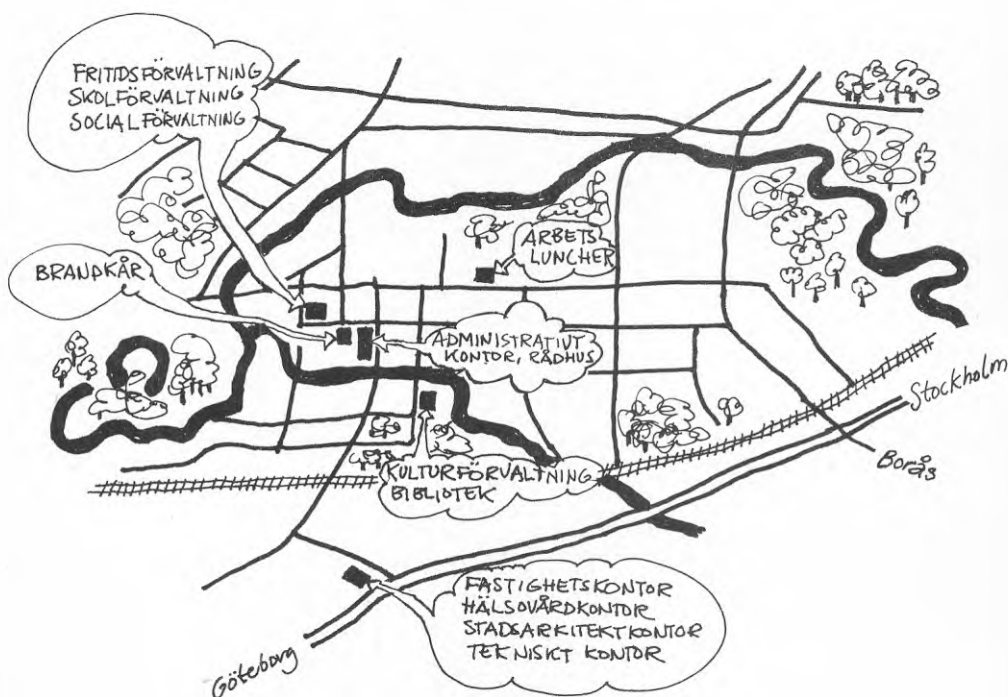 FRITIDSFÖRVALTNING
SKOLFÖRVALTNING
SOCIALFÖRVALTNING
ARBETS
LUNCHER
BRANDKÅR
ADMINISTRATIVT
KONTOR, RÅDHUS
Stockholm
Borås
KULTURFÖRVALTNING
BIBLIOTEK
FASTIGHETSKONTOR
HÄLSOVÅRDKONTOR
STADSARKITEKTKONTOR
TEKNISKT KONTOR
Göteborg